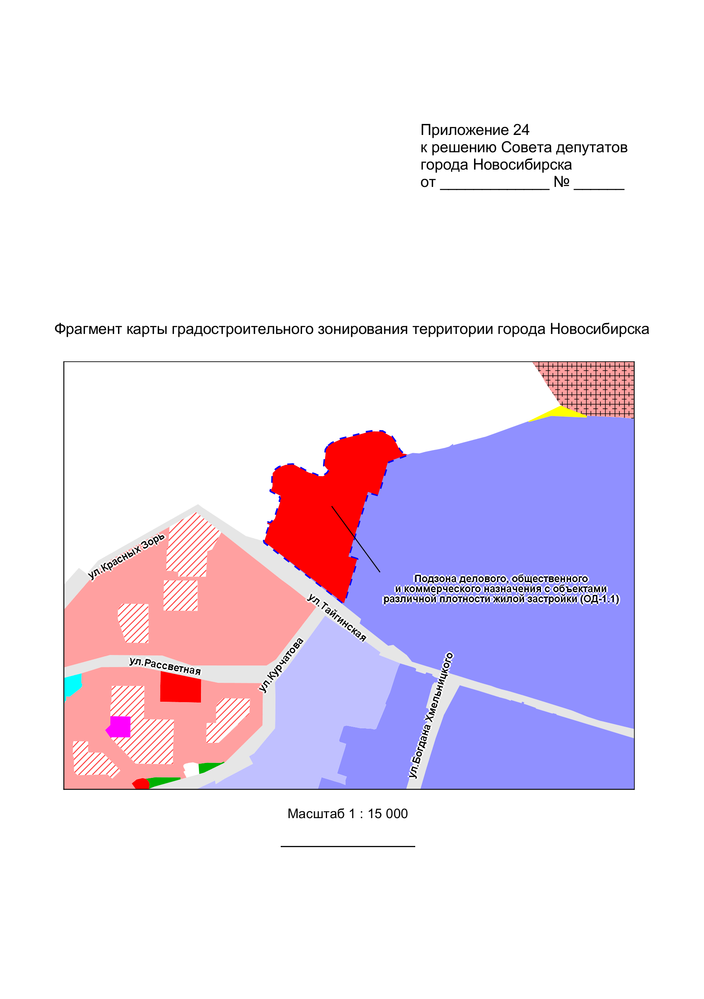 Приложение 24
к решению Совета депутатов
города Новосибирска
от _____________ № ______
Фрагмент карты градостроительного зонирования территории города Новосибирска
ул.Красных Зорь
Подзона делового, общественного
и коммерческого назначения с объектами
различной плотности жилой застройки (ОД-1.1)
ул.Тайгинская
ул.Курчатова
ул.Рассветная
ул.Богдана Хмельницкого
Масштаб 1 : 15 000